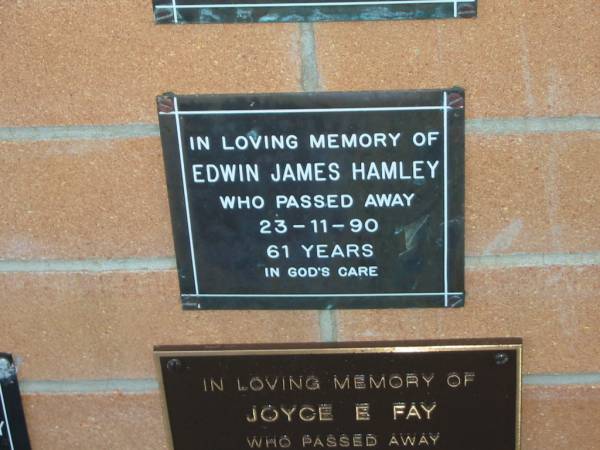 IN LOVING MEMORY OF
EDWIN JAMES HAMLEY
WHO PASSED AWAY
23-11-90
61 YEARS
IN GOD'S CARE
IN LOVING MEMORY OF
JOYCE E FAY
WHO PASSED AWAY